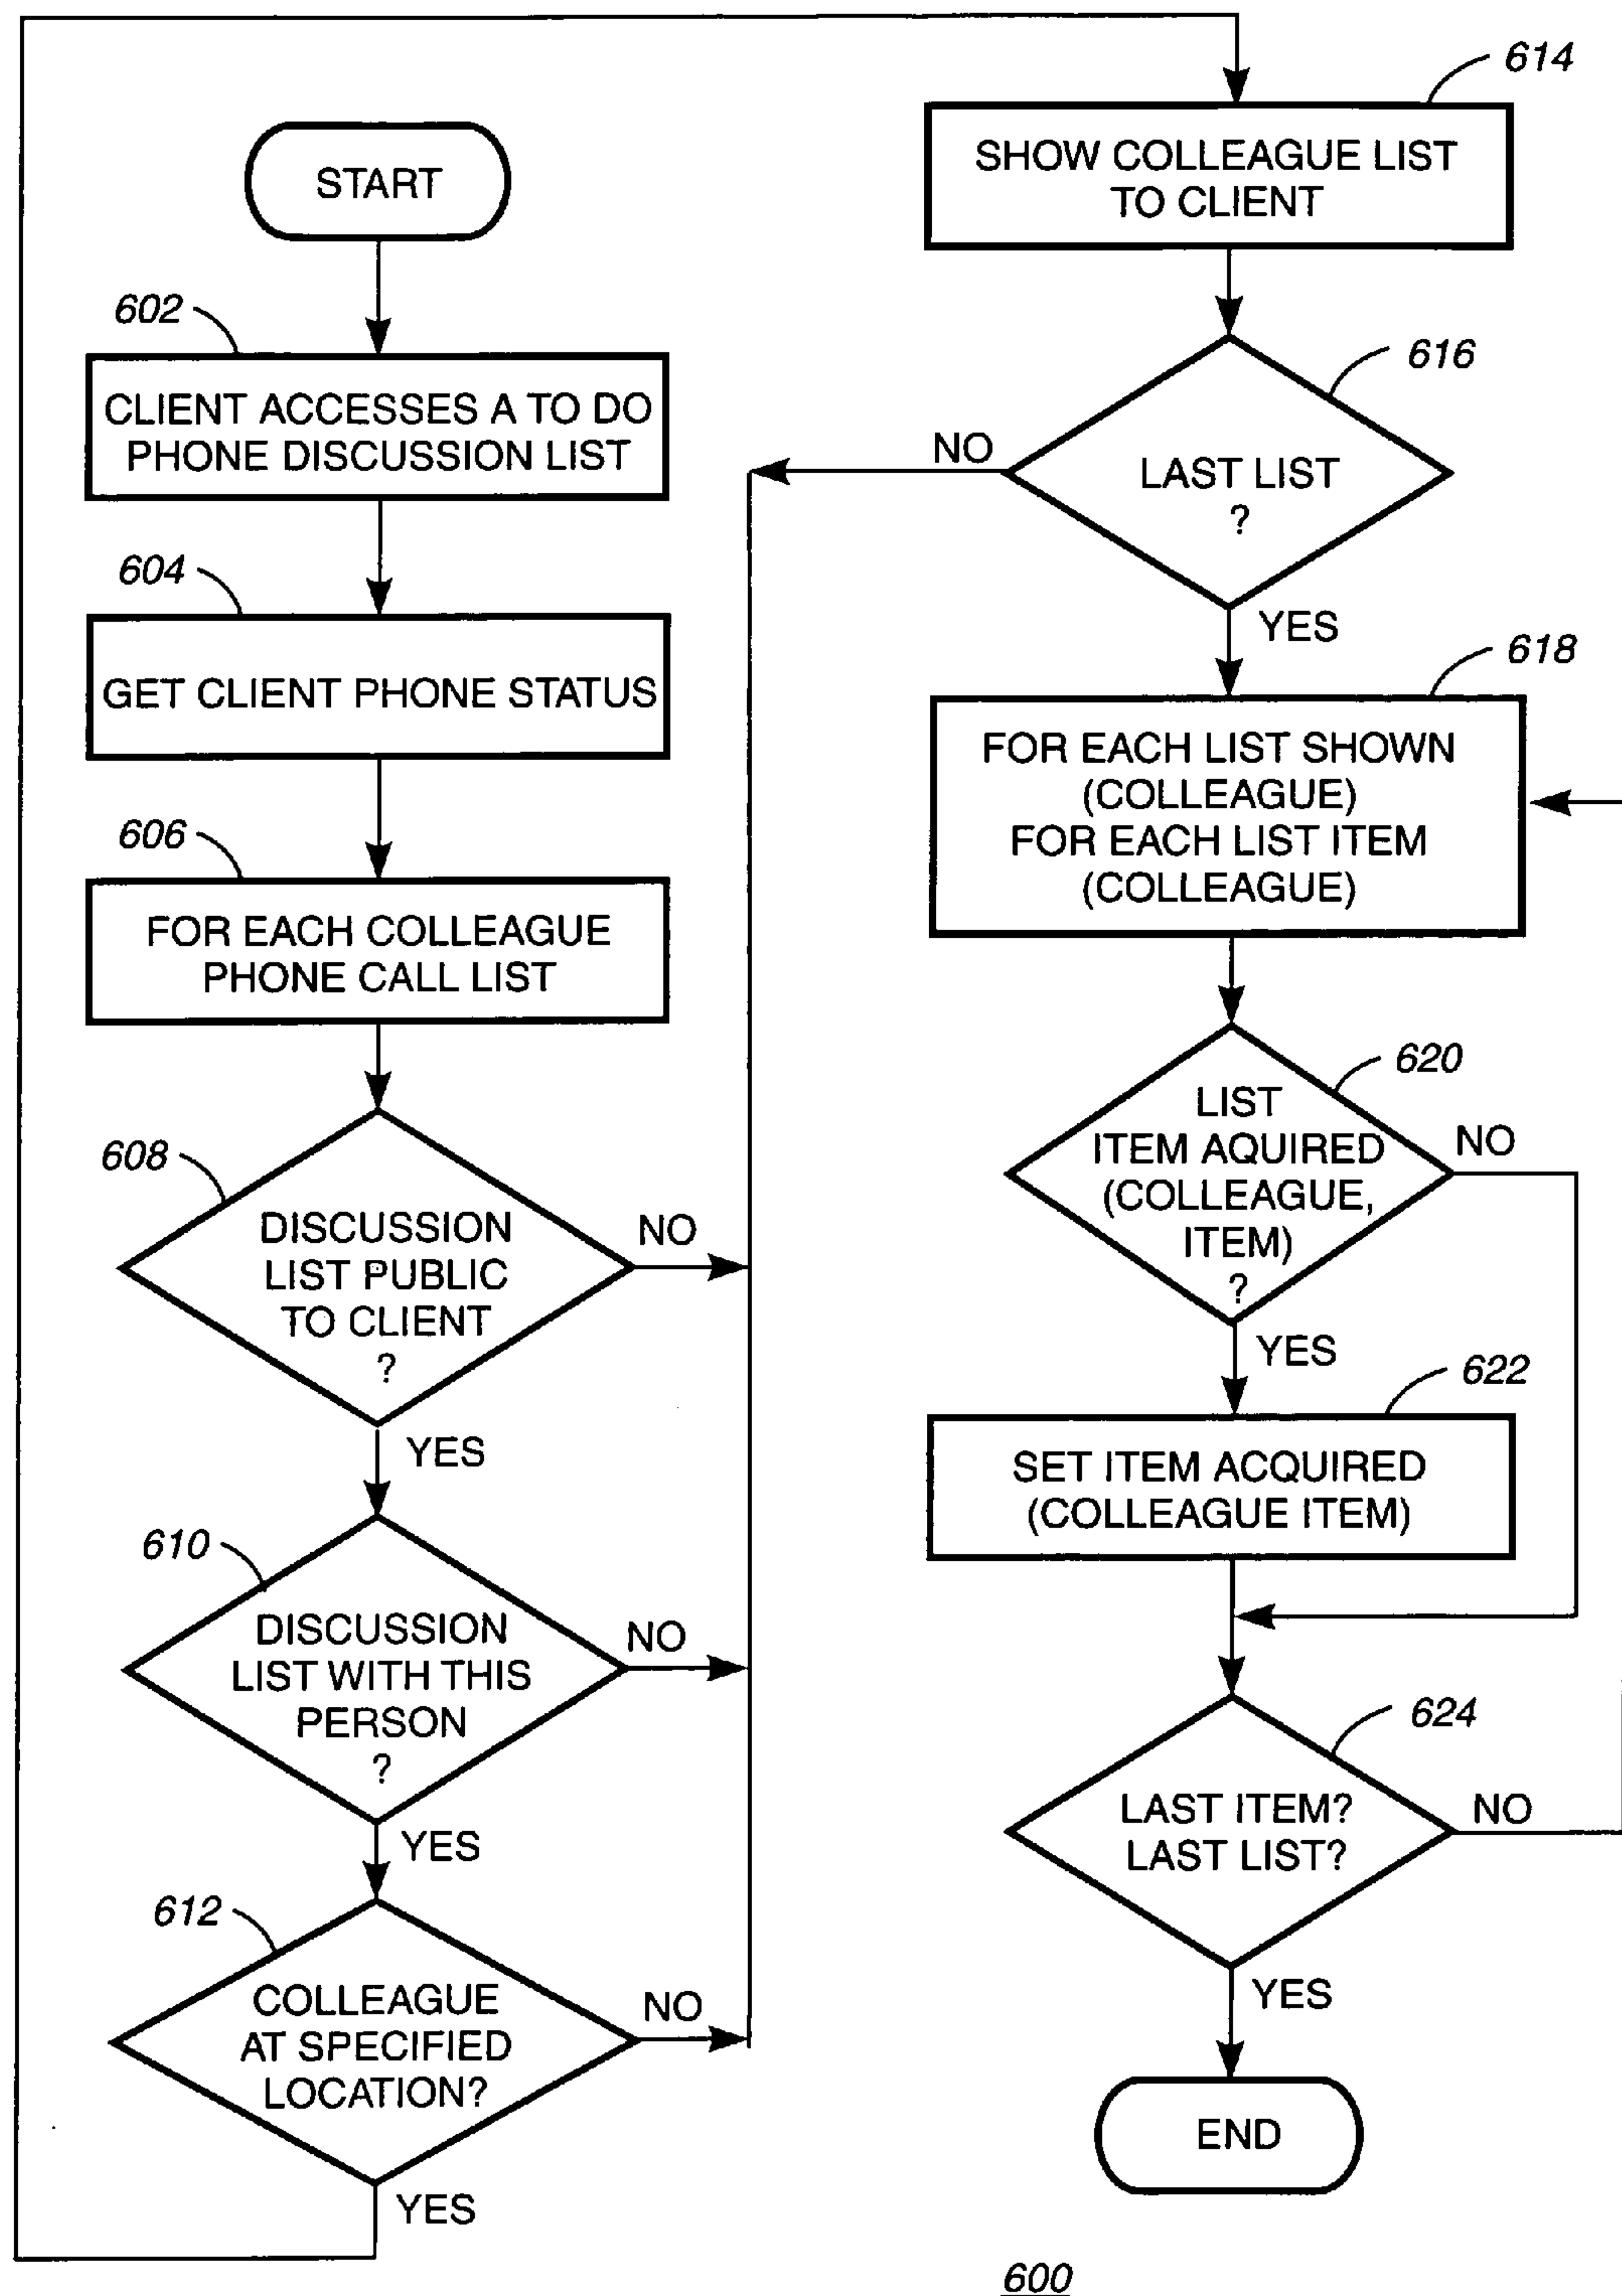 START
602
CLIENT ACCESSES A TO DO
PHONE DISCUSSION LIST
604
GET CLIENT PHONE STATUS
606
FOR EACH COLLEAGUE
PHONE CALL LIST
608
DISCUSSION
LIST PUBLIC
TO CLIENT
?
NO
YES
610
DISCUSSION
LIST WITH THIS
PERSON
?
NO
YES
612
COLLEAGUE
AT SPECIFIED
LOCATION?
NO
YES
614
SHOW COLLEAGUE LIST
TO CLIENT
616
LAST LIST
?
NO
YES
618
FOR EACH LIST SHOWN
(COLLEAGUE)
FOR EACH LIST ITEM
(COLLEAGUE)
620
LIST
ITEM AQUIRED
(COLLEAGUE,
ITEM)
?
NO
YES
622
SET ITEM ACQUIRED
(COLLEAGUE ITEM)
624
LAST ITEM?
LAST LIST?
NO
YES
END
600